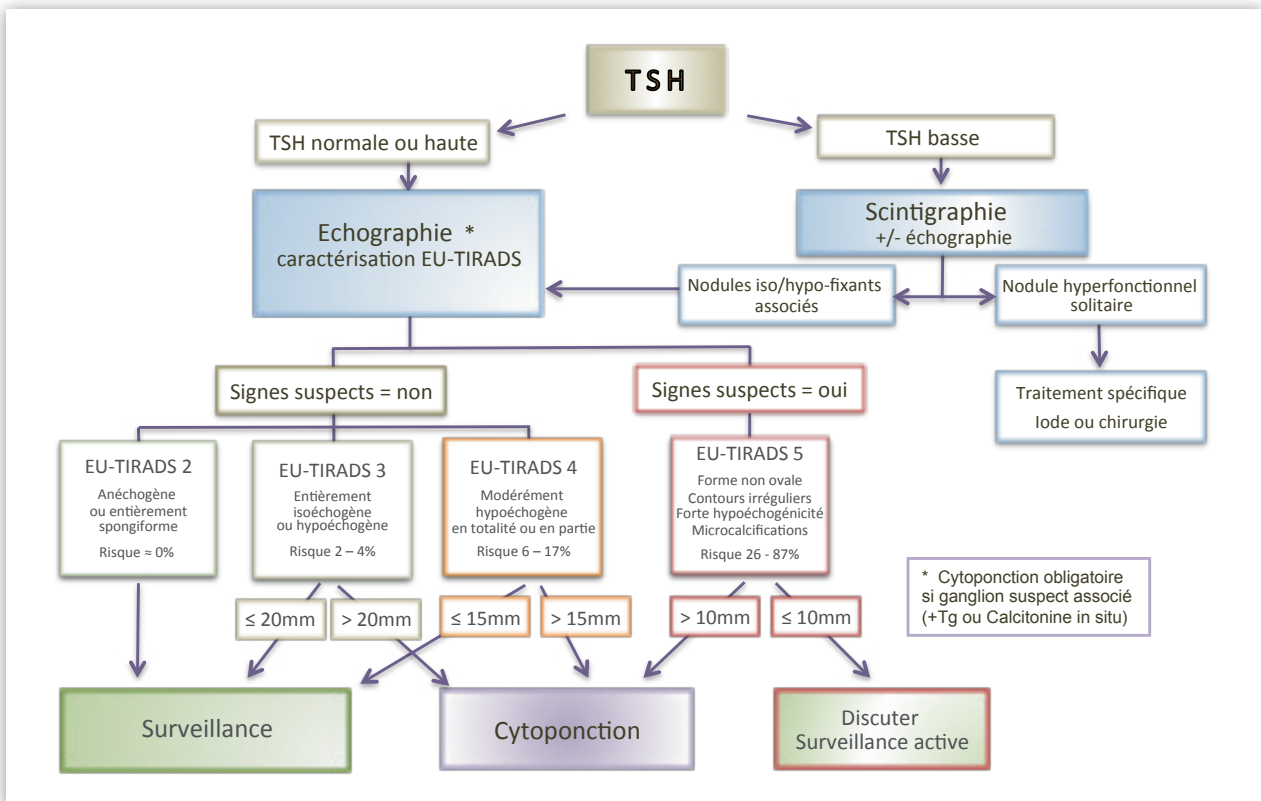 TSH
TSH normale ou haute
TSH basse
Echographie *
caractérisation EU-TIRADS
Scintigraphie
+/- échographie
Nodules iso/hypo-fixants
associés
Nodule hyperfonctionnel
solitaire
Traitement spécifique
Iode ou chirurgie
Signes suspects = non
Signes suspects = oui
EU-TIRADS 2
Anéchogène
ou entièrement
spongiforme
Risque ≈ 0%
EU-TIRADS 3
Entièrement
isoéchogène
ou hypoéchogène
Risque 2 – 4%
EU-TIRADS 4
Modérément
hypoéchogène
en totalité ou en partie
Risque 6 – 17%
EU-TIRADS 5
Forme non ovale
Contours irréguliers
Forte hypoéchogénicité
Microcalcifications
Risque 26 - 87%
* Cytoponction obligatoire
si ganglion suspect associé
(+Tg ou Calcitonine in situ)
≤ 20mm
> 20mm
≤ 15mm
> 15mm
> 10mm
≤ 10mm
Surveillance
Cytoponction
Discuter
Surveillance active